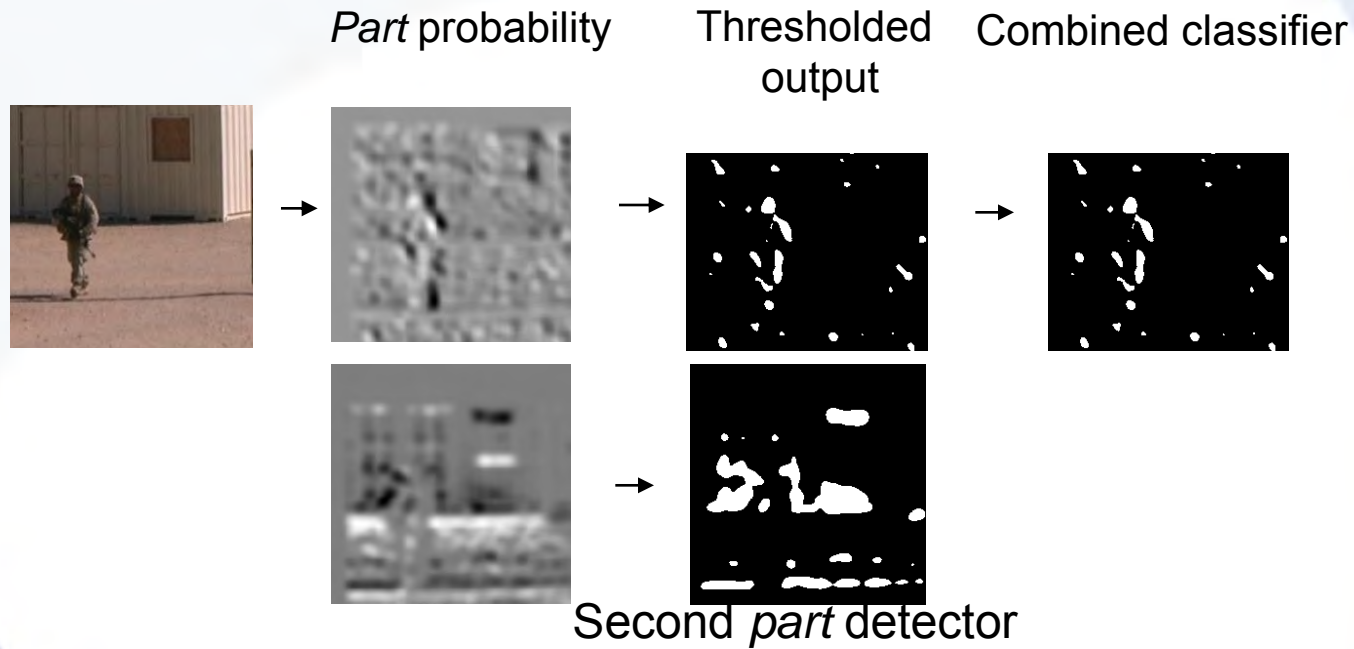 Part probability
Thresholded
output
Combined classifier
Second part detector